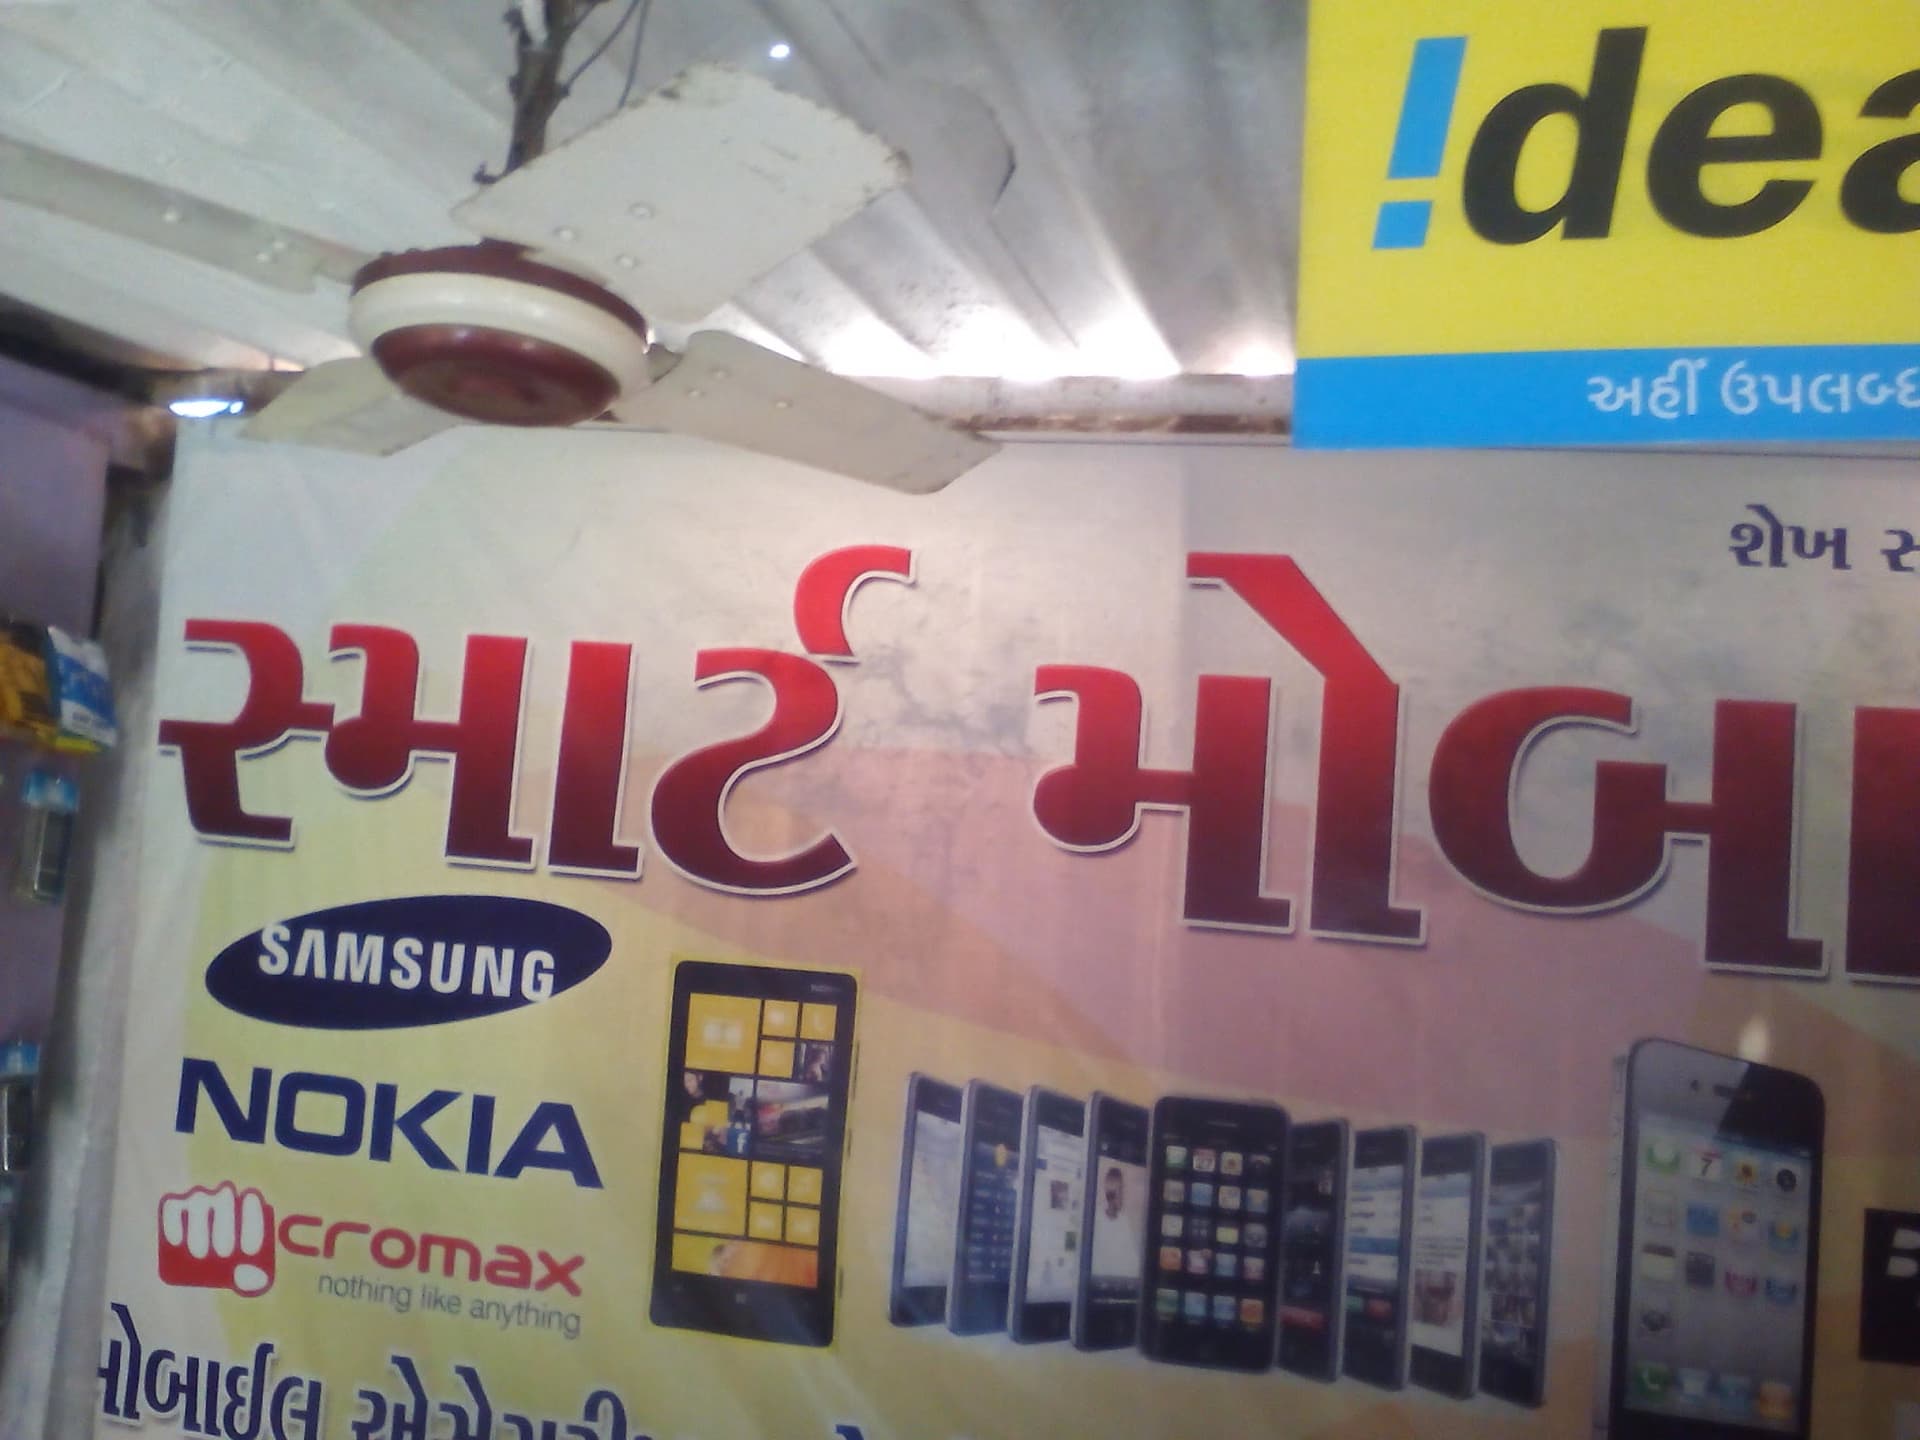 !dea
અહીં ઉપલબ્ધ
શેખ
સ્માર્ટ
SAMSUNG
NOKIA
micromax
nothing like anything